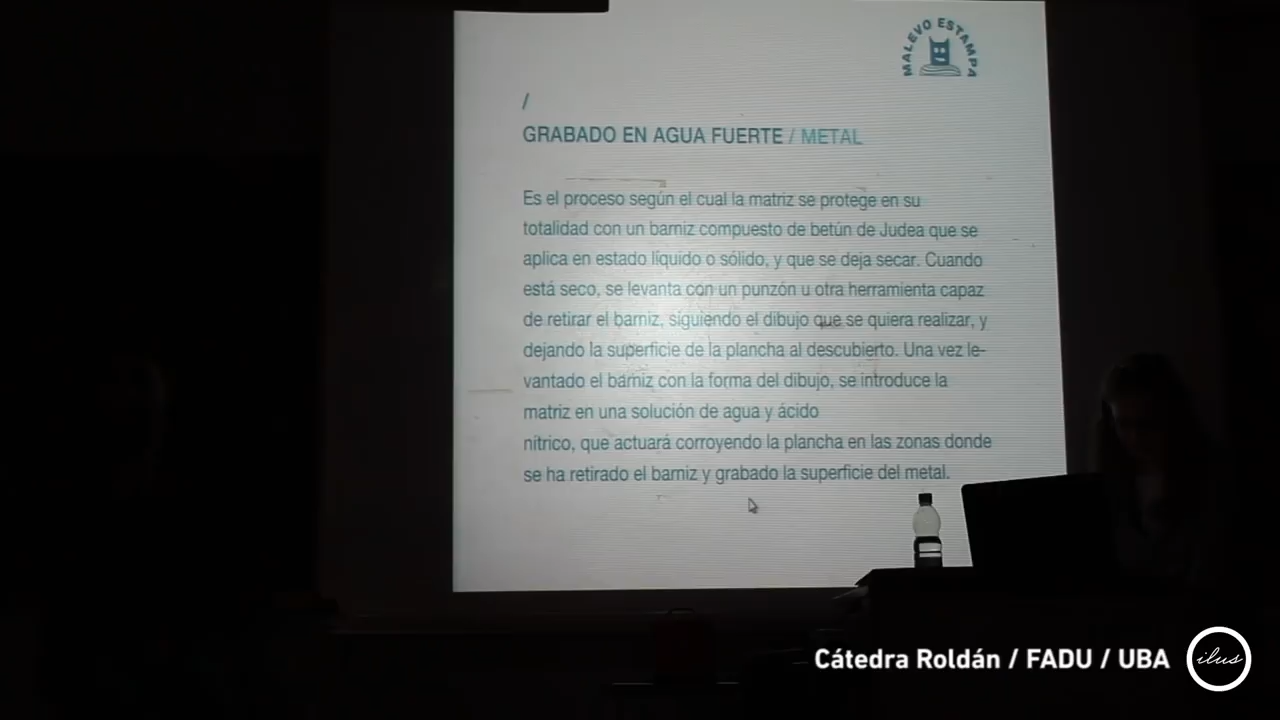 MALEVO ESTAMPA
/
GRABADO EN AGUA FUERTE / METAL
Es el proceso según el cual la matriz se protege en su
totalidad con un barniz compuesto de betún de Judea que se
aplica en estado líquido o sólido, y que se deja secar. Cuando
está seco, se levanta con un punzón u otra herramienta capaz
de retirar el barniz, siguiendo el dibujo que se quiera realizar, y
dejando la superficie de la plancha al descubierto. Una vez le-
vantado el barniz con la forma del dibujo, se introduce la
matriz en una solución de agua y ácido
nítrico, que actuará corroyendo la plancha en las zonas donde
se ha retirado el barniz y grabado la superficie del metal.
Cátedra Roldán / FADU / UBA
ilus